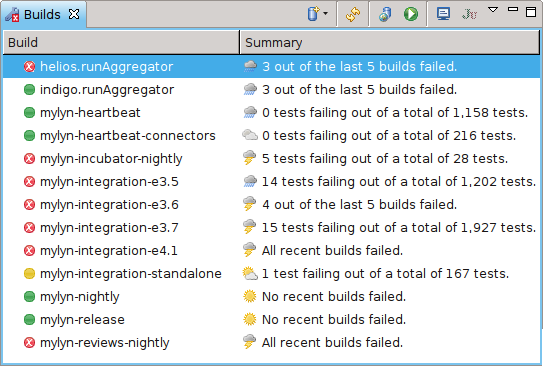 Builds
Build Summary
helios.runAggregator 3 out of the last 5 builds failed.
indigo.runAggregator 3 out of the last 5 builds failed.
mylyn-heartbeat 0 tests failing out of a total of 1,158 tests.
mylyn-heartbeat-connectors 0 tests failing out of a total of 216 tests.
mylyn-incubator-nightly 5 tests failing out of a total of 28 tests.
mylyn-integration-e3.5 14 tests failing out of a total of 1,202 tests.
mylyn-integration-e3.6 4 out of the last 5 builds failed.
mylyn-integration-e3.7 15 tests failing out of a total of 1,927 tests.
mylyn-integration-e4.1 All recent builds failed.
mylyn-integration-standalone 1 test failing out of a total of 167 tests.
mylyn-nightly No recent builds failed.
mylyn-release No recent builds failed.
mylyn-reviews-nightly All recent builds failed.